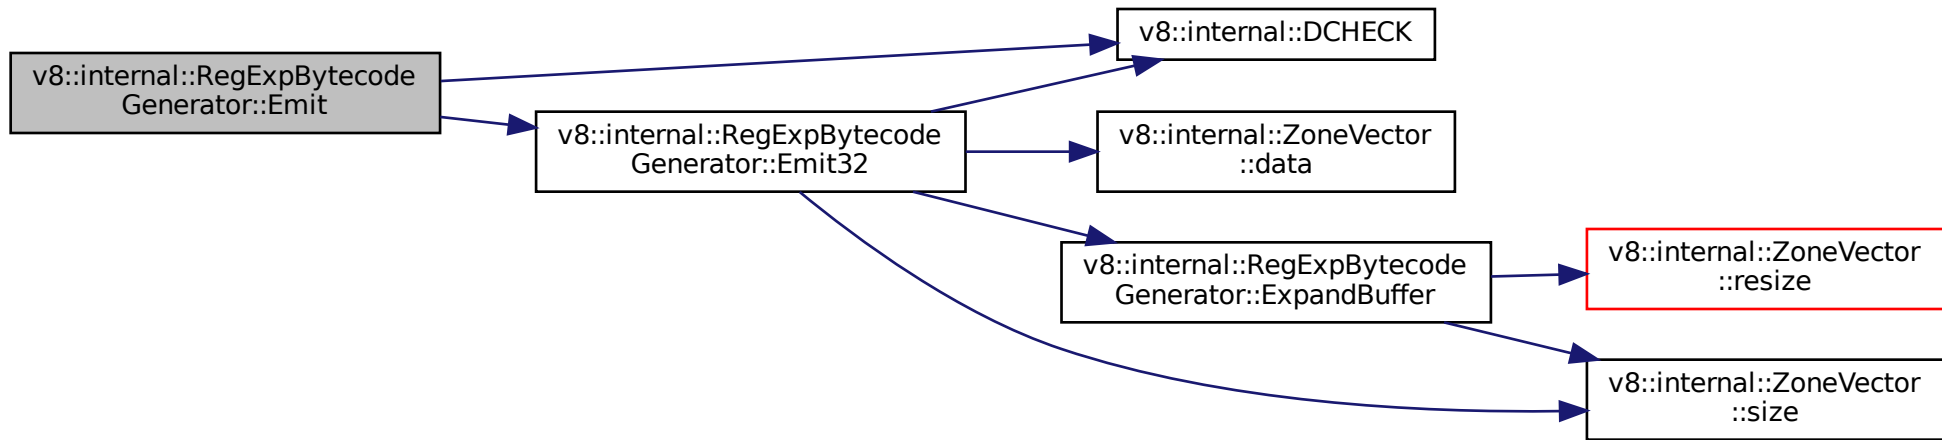 v8::internal::RegExpBytecode
Generator::Emit
v8::internal::DCHECK
v8::internal::RegExpBytecode
Generator::Emit32
v8::internal::ZoneVector
::data
v8::internal::RegExpBytecode
Generator::ExpandBuffer
v8::internal::ZoneVector
::resize
v8::internal::ZoneVector
::size